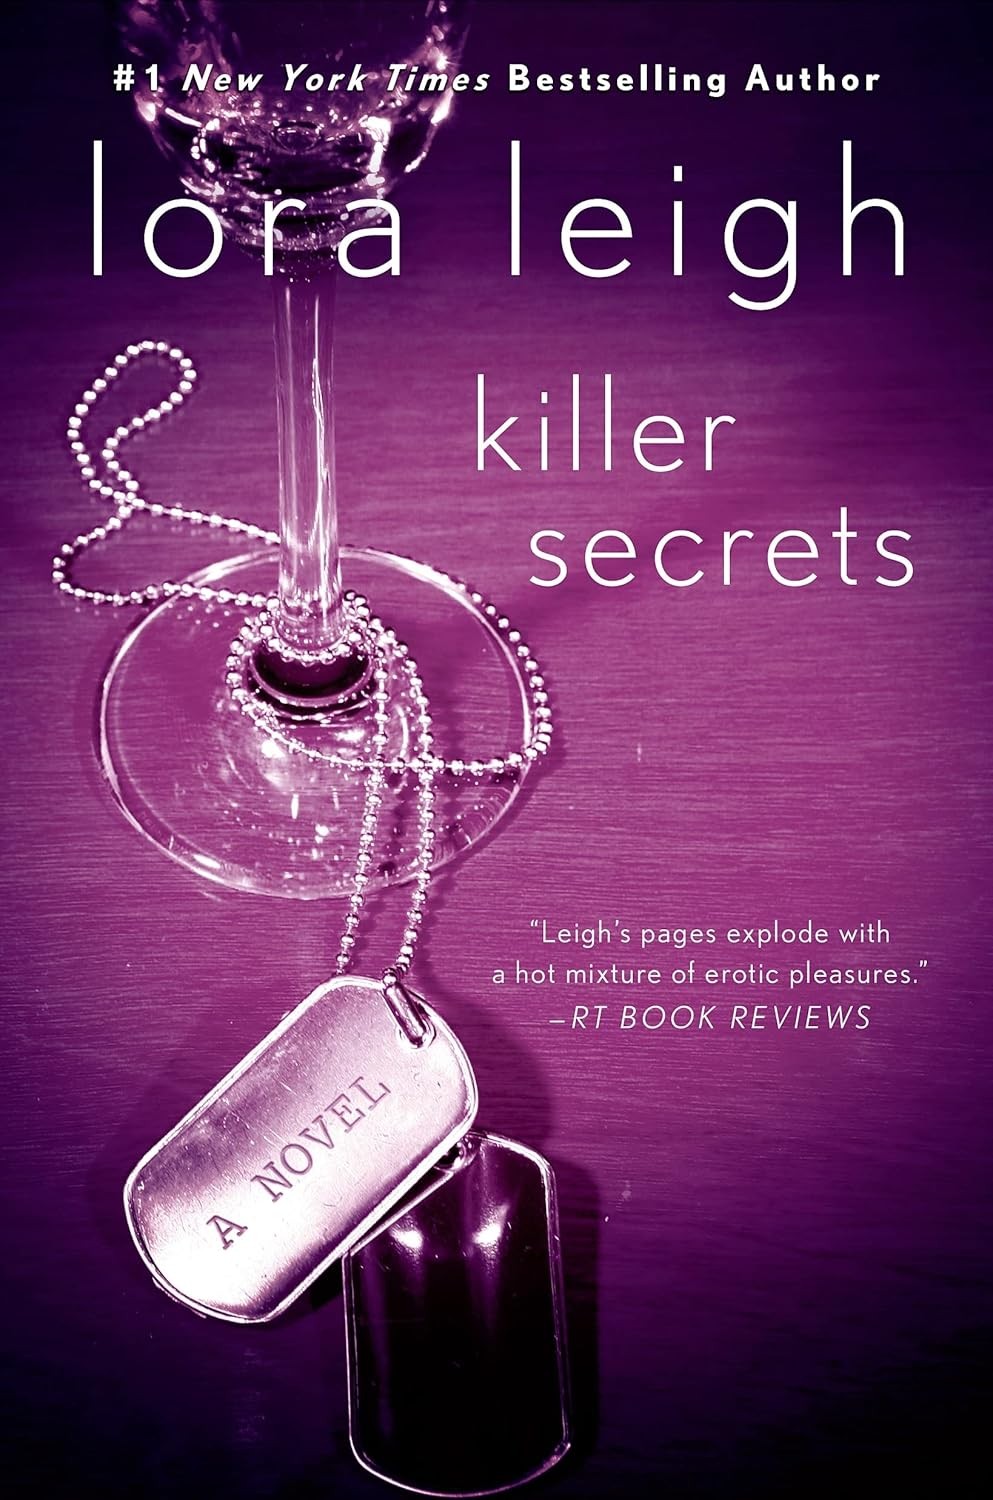 #1 New York Times Bestselling Author
lora leigh
killer
secrets
“Leigh’s pages explode with
a hot mixture of erotic pleasures.”
–RT BOOK REVIEWS
A NOVEL